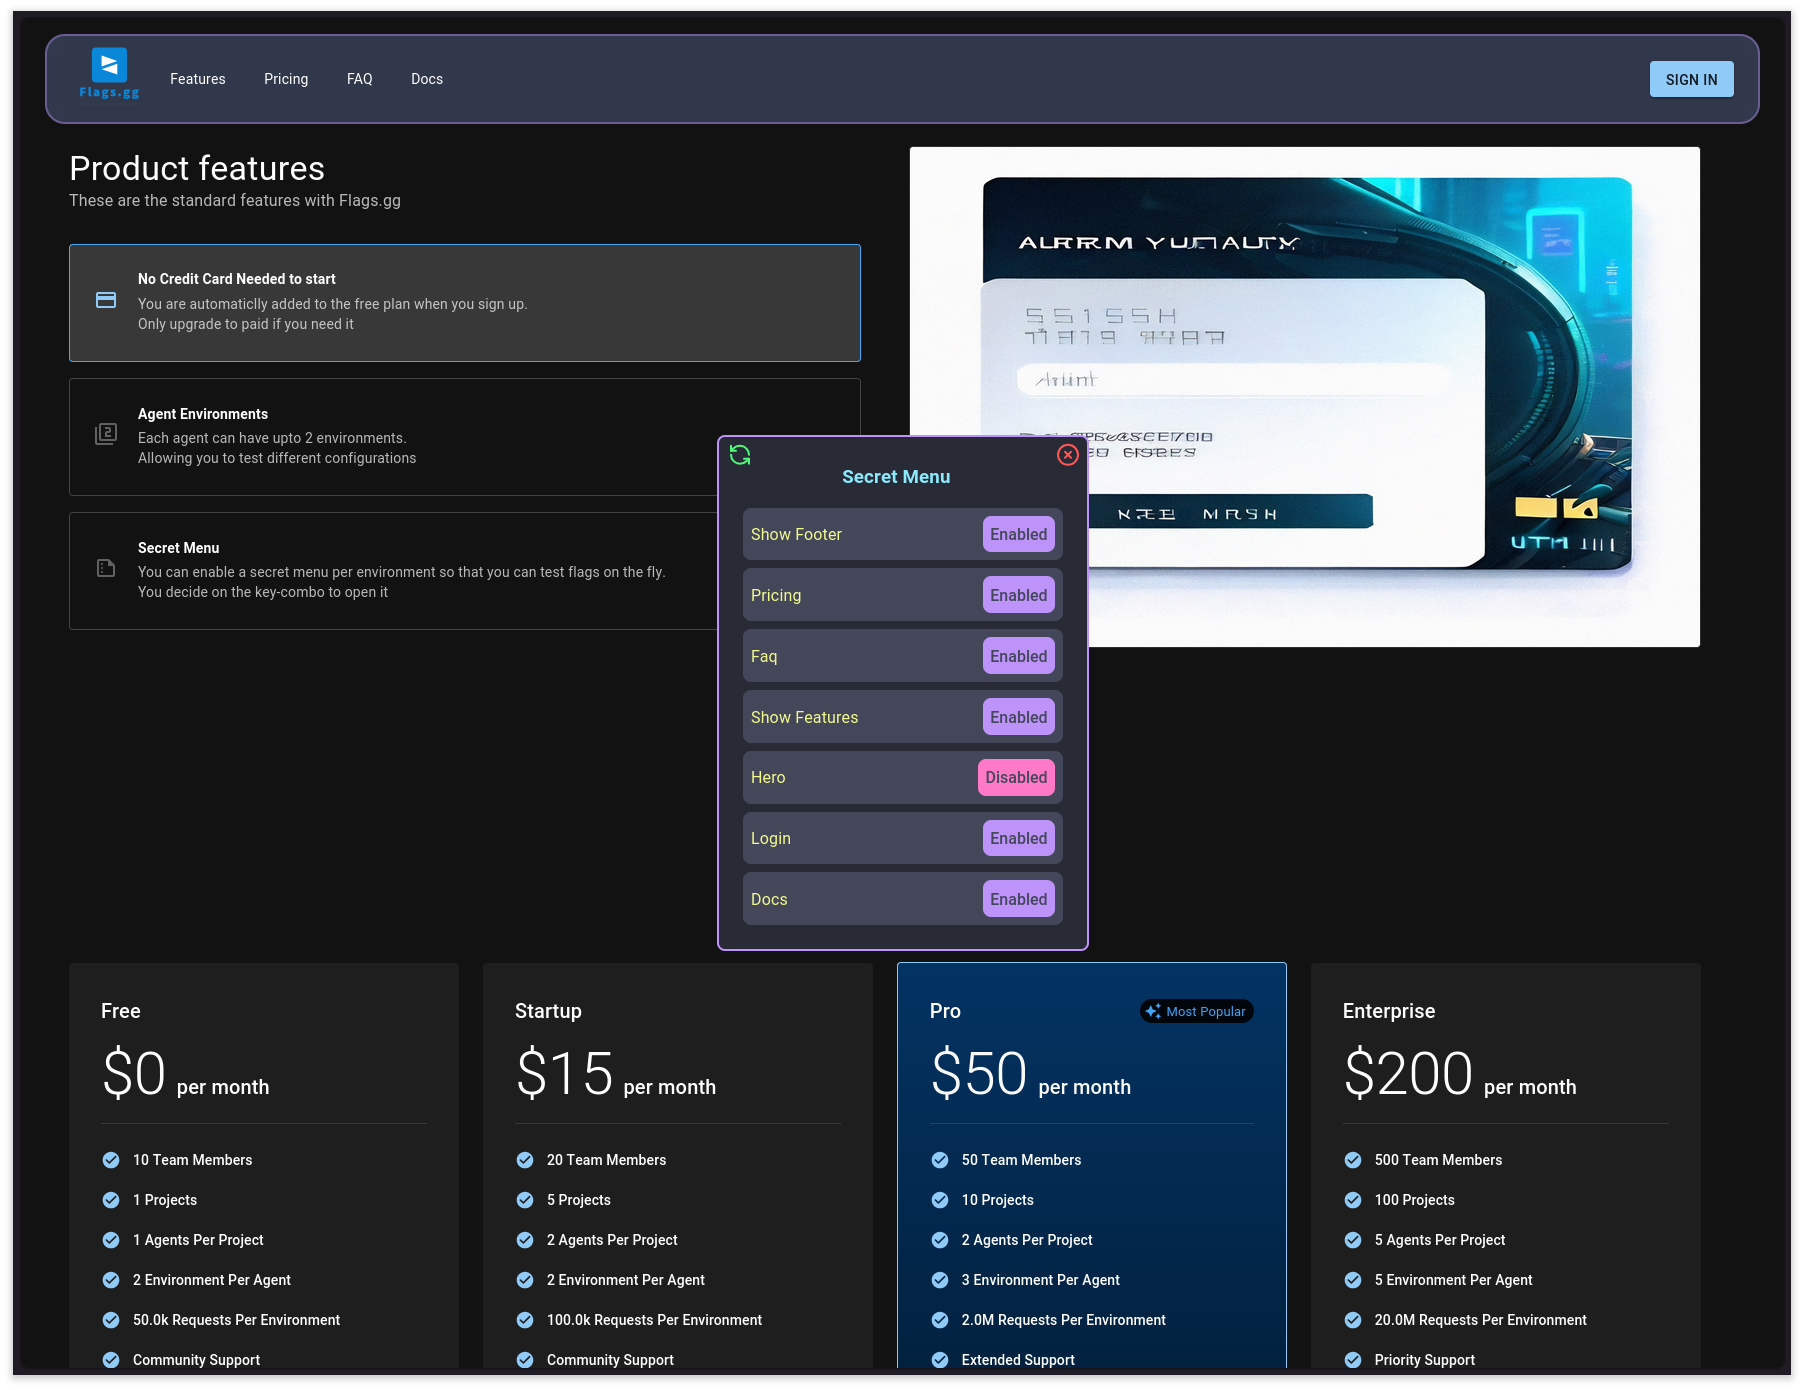 Flags.gg
Features
Pricing
FAQ
Docs
SIGN IN
Product features
These are the standard features with Flags.gg
No Credit Card Needed to start
You are automaticlly added to the free plan when you sign up.
Only upgrade to paid if you need it
Agent Environments
Each agent can have upto 2 environments.
Allowing you to test different configurations
Secret Menu
You can enable a secret menu per environment so that you can test flags on the fly.
You decide on the key-combo to open it
Secret Menu
Show Footer Enabled
Pricing Enabled
Faq Enabled
Show Features Enabled
Hero Disabled
Login Enabled
Docs Enabled
Free
$0 per month
10 Team Members
1 Projects
1 Agents Per Project
2 Environment Per Agent
50.0k Requests Per Environment
Community Support
Startup
$15 per month
20 Team Members
5 Projects
2 Agents Per Project
2 Environment Per Agent
100.0k Requests Per Environment
Community Support
Pro
Most Popular
$50 per month
50 Team Members
10 Projects
2 Agents Per Project
3 Environment Per Agent
2.0M Requests Per Environment
Extended Support
Enterprise
$200 per month
500 Team Members
100 Projects
5 Agents Per Project
5 Environment Per Agent
20.0M Requests Per Environment
Priority Support